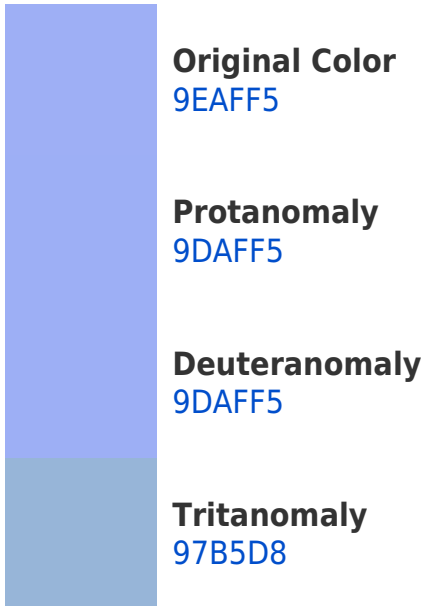 Original Color
9EAFF5
Protanomaly
9DAFF5
Deuteranomaly
9DAFF5
Tritanomaly
97B5D8